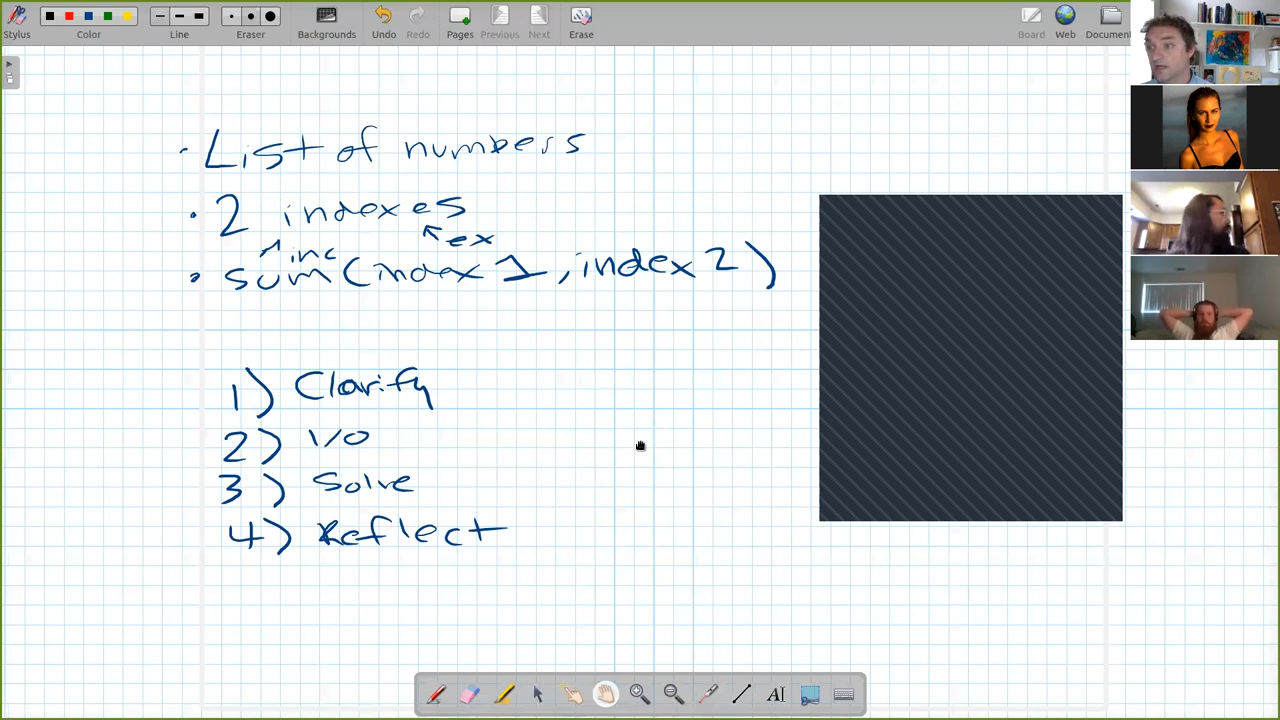 Stylus Color Line Eraser Backgrounds Undo Redo Pages Previous Next Erase Board Web Document
· List of numbers
· 2 indexes
inc ex
· sum(index 1, index 2)
1) Clarify
2) I/O
3) Solve
4) Reflect
AI